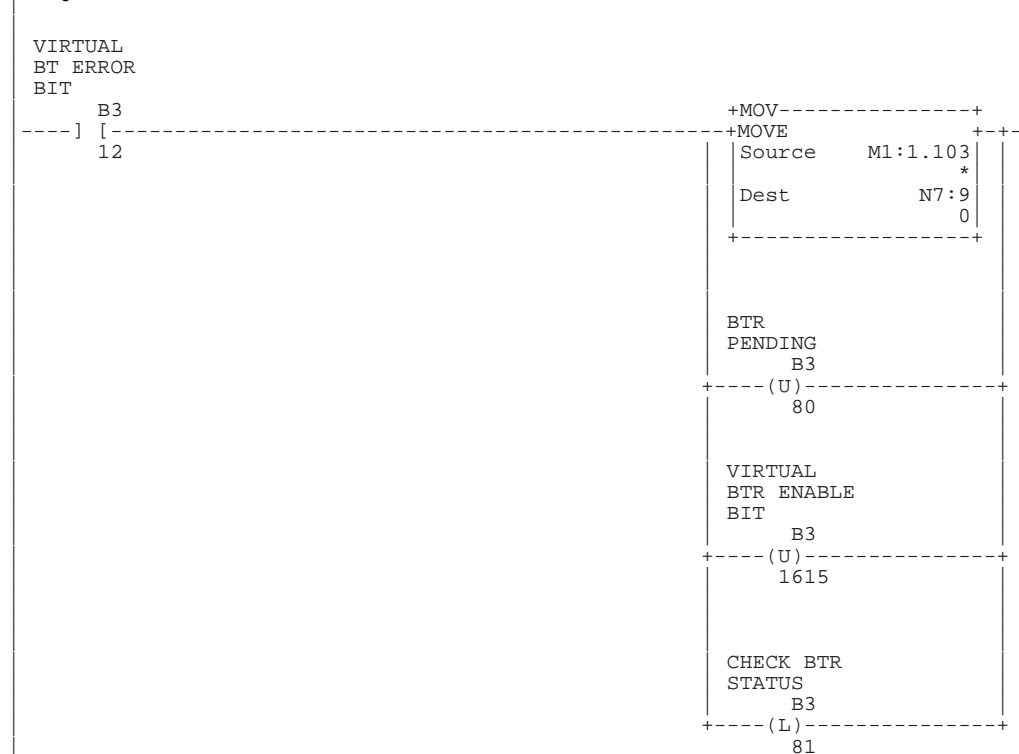 VIRTUAL
BT ERROR
BIT
B3
+MOV---------------+
----] [------------------------------------------------+MOVE +-+-
12
Source M1:1.103
*
Dest N7:9
0
+------------------+
BTR
PENDING
B3
+----(U)---------------+
80
VIRTUAL
BTR ENABLE
BIT
B3
+----(U)---------------+
1615
CHECK BTR
STATUS
B3
+----(L)---------------+
81